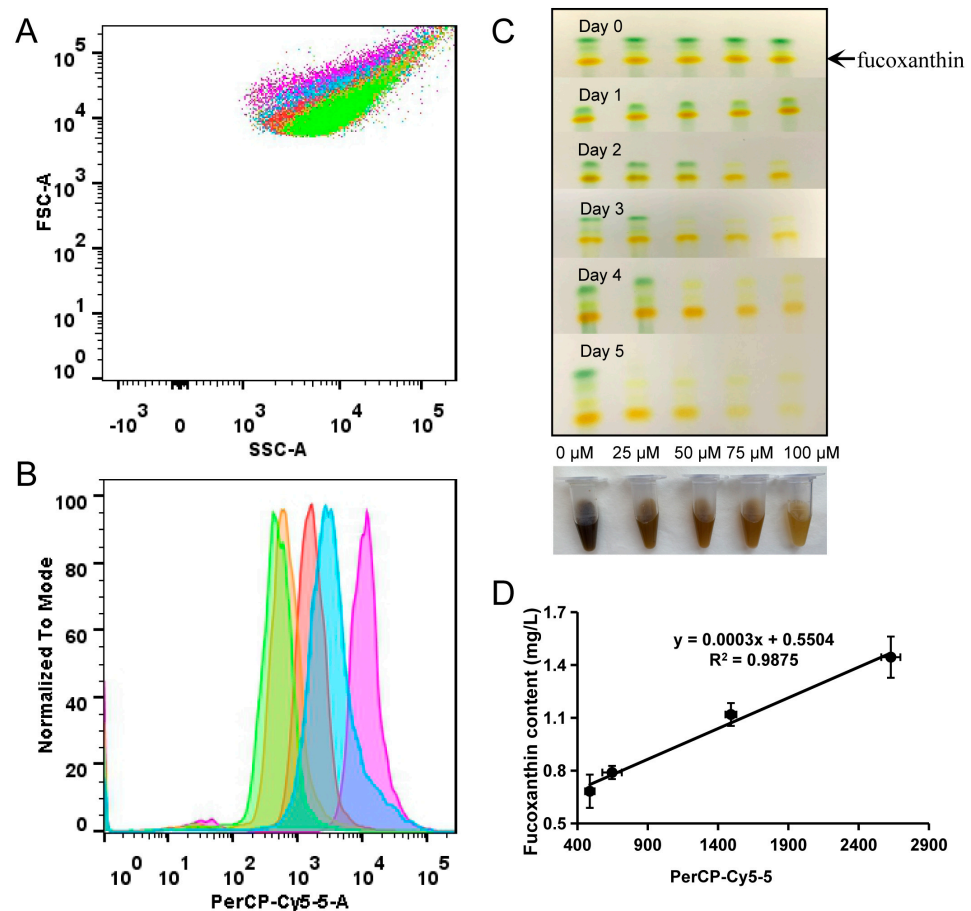 A
10^5
10^4
10^3
10^2
10^1
10^0
FSC-A
-10^3 0 10^3 10^4 10^5
SSC-A
B
100
80
60
40
20
0
Normalized To Mode
10^0 10^1 10^2 10^3 10^4 10^5
PerCP-Cy5-5-A
C
Day 0
fucoxanthin
Day 1
Day 2
Day 3
Day 4
Day 5
0 µM 25 µM 50 µM 75 µM 100 µM
D
Fucoxanthin content (mg/L)
1.7
1.4
1.1
0.8
0.5
y = 0.0003x + 0.5504
R² = 0.9875
400 900 1400 1900 2400 2900
PerCP-Cy5-5